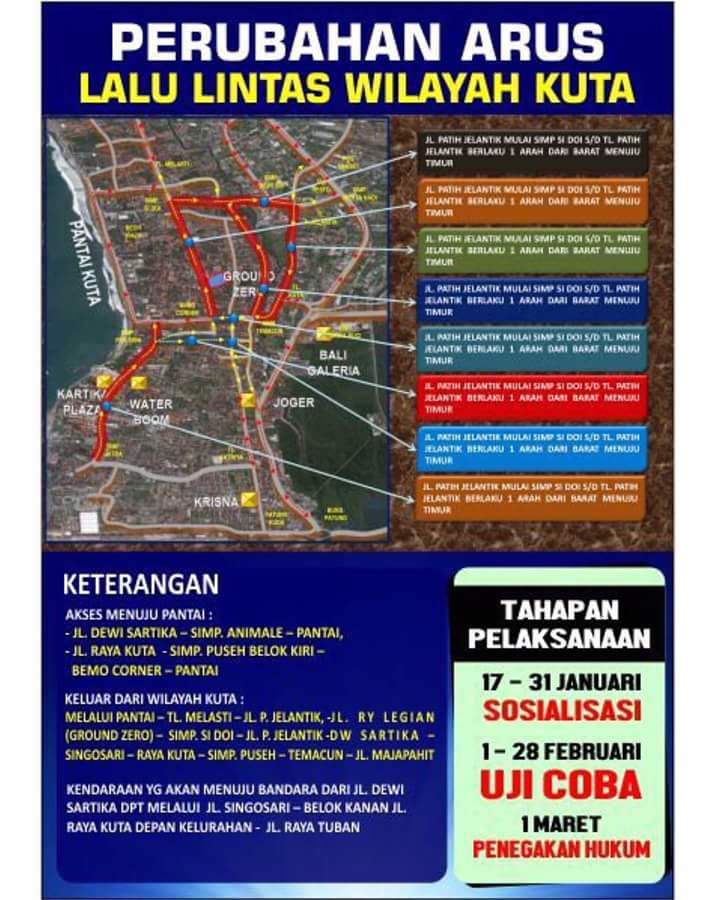 PERUBAHAN ARUS
LALU LINTAS WILAYAH KUTA
TL. MELASTI
PANTAI KUTA
GROUND
ZERO
BEMO
CORNER
TEMACUN
BALI
GALERIA
KARTIKA
PLAZA
WATER
BOOM
JOGER
KRISNA
JL. PATIH JELANTIK MULAI SIMP SI DOI S/D TL. PATIH
JELANTIK BERLAKU 1 ARAH DARI BARAT MENUJU
TIMUR
JL. PATIH JELANTIK MULAI SIMP SI DOI S/D TL. PATIH
JELANTIK BERLAKU 1 ARAH DARI BARAT MENUJU
TIMUR
JL. PATIH JELANTIK MULAI SIMP SI DOI S/D TL. PATIH
JELANTIK BERLAKU 1 ARAH DARI BARAT MENUJU
TIMUR
JL. PATIH JELANTIK MULAI SIMP SI DOI S/D TL. PATIH
JELANTIK BERLAKU 1 ARAH DARI BARAT MENUJU
TIMUR
JL. PATIH JELANTIK MULAI SIMP SI DOI S/D TL. PATIH
JELANTIK BERLAKU 1 ARAH DARI BARAT MENUJU
TIMUR
JL. PATIH JELANTIK MULAI SIMP SI DOI S/D TL. PATIH
JELANTIK BERLAKU 1 ARAH DARI BARAT MENUJU
TIMUR
JL. PATIH JELANTIK MULAI SIMP SI DOI S/D TL. PATIH
JELANTIK BERLAKU 1 ARAH DARI BARAT MENUJU
TIMUR
JL. PATIH JELANTIK MULAI SIMP SI DOI S/D TL. PATIH
JELANTIK BERLAKU 1 ARAH DARI BARAT MENUJU
TIMUR
KETERANGAN
AKSES MENUJU PANTAI :
- JL. DEWI SARTIKA – SIMP. ANIMALE – PANTAI,
- JL. RAYA KUTA - SIMP. PUSEH BELOK KIRI –
BEMO CORNER – PANTAI
KELUAR DARI WILAYAH KUTA :
MELALUI PANTAI – TL. MELASTI – JL. P. JELANTIK, -JL. RY LEGIAN
(GROUND ZERO) – SIMP. SI DOI – JL. P. JELANTIK -DW SARTIKA –
SINGOSARI – RAYA KUTA – SIMP. PUSEH – TEMACUN – JL. MAJAPAHIT
KENDARAAN YG AKAN MENUJU BANDARA DARI JL. DEWI
SARTIKA DPT MELALUI JL. SINGOSARI – BELOK KANAN JL.
RAYA KUTA DEPAN KELURAHAN - JL. RAYA TUBAN
TAHAPAN
PELAKSANAAN
17 – 31 JANUARI
SOSIALISASI
1 – 28 FEBRUARI
UJI COBA
1 MARET
PENEGAKAN HUKUM